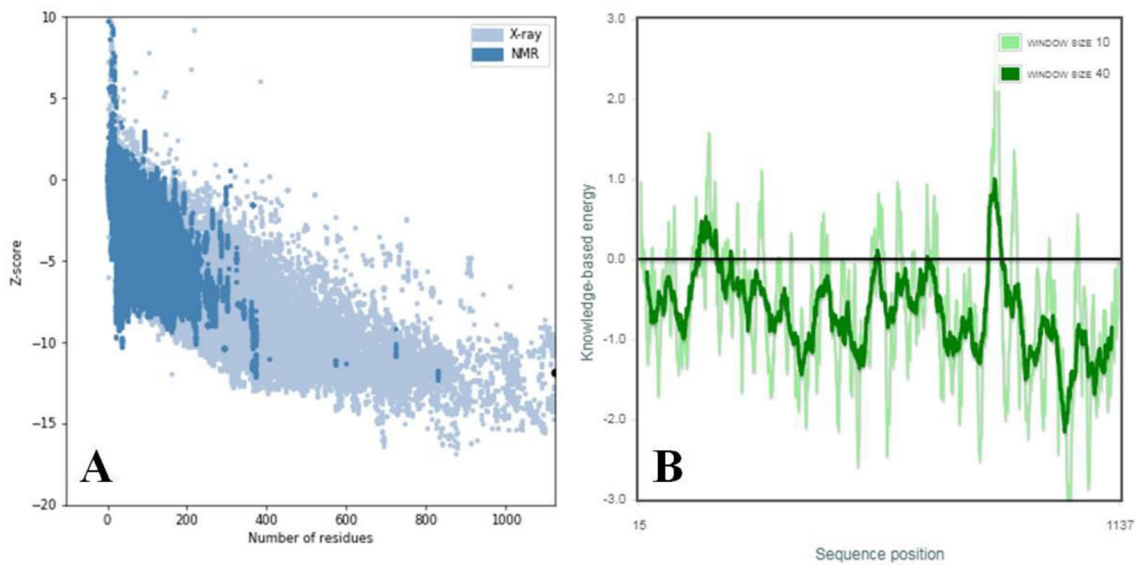 10
5
0
−5
−10
−15
−20
0
200
400
600
800
1000
Z-score
Number of residues
X-ray
NMR
A
3.0
2.0
1.0
0.0
-1.0
-2.0
-3.0
15
1137
Knowledge-based energy
Sequence position
WINDOW SIZE 10
WINDOW SIZE 40
B